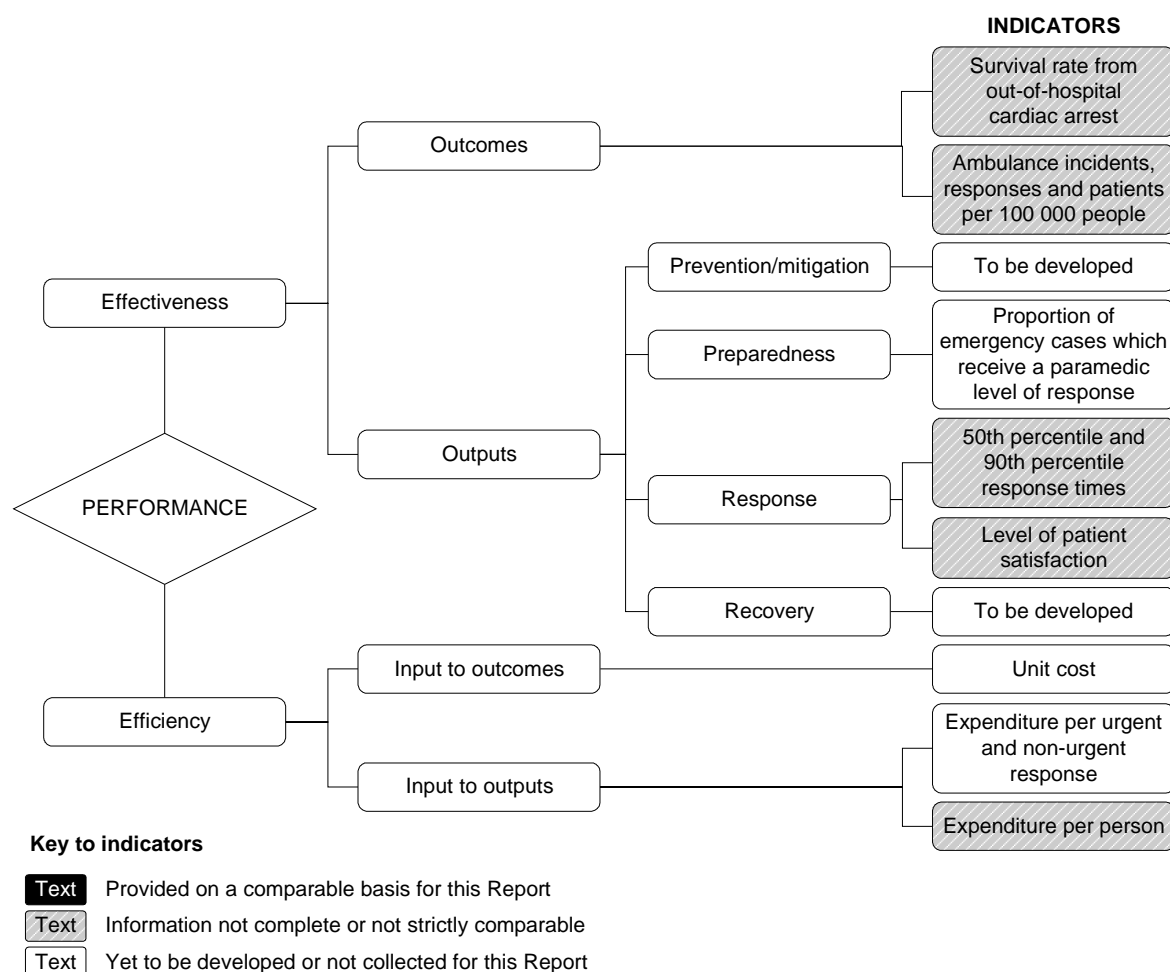 INDICATORS
Survival rate from
out-of-hospital
cardiac arrest
Outcomes
Ambulance incidents,
responses and patients
per 100 000 people
Prevention/mitigation
To be developed
Effectiveness
Proportion of
emergency cases which
receive a paramedic
level of response
Preparedness
50th percentile and
90th percentile
response times
Outputs
PERFORMANCE
Response
Level of patient
satisfaction
Recovery
To be developed
Input to outcomes
Unit cost
Efficiency
Expenditure per urgent
and non-urgent
response
Input to outputs
Expenditure per person
Key to indicators
Text Provided on a comparable basis for this Report
Text Information not complete or not strictly comparable
Text Yet to be developed or not collected for this Report